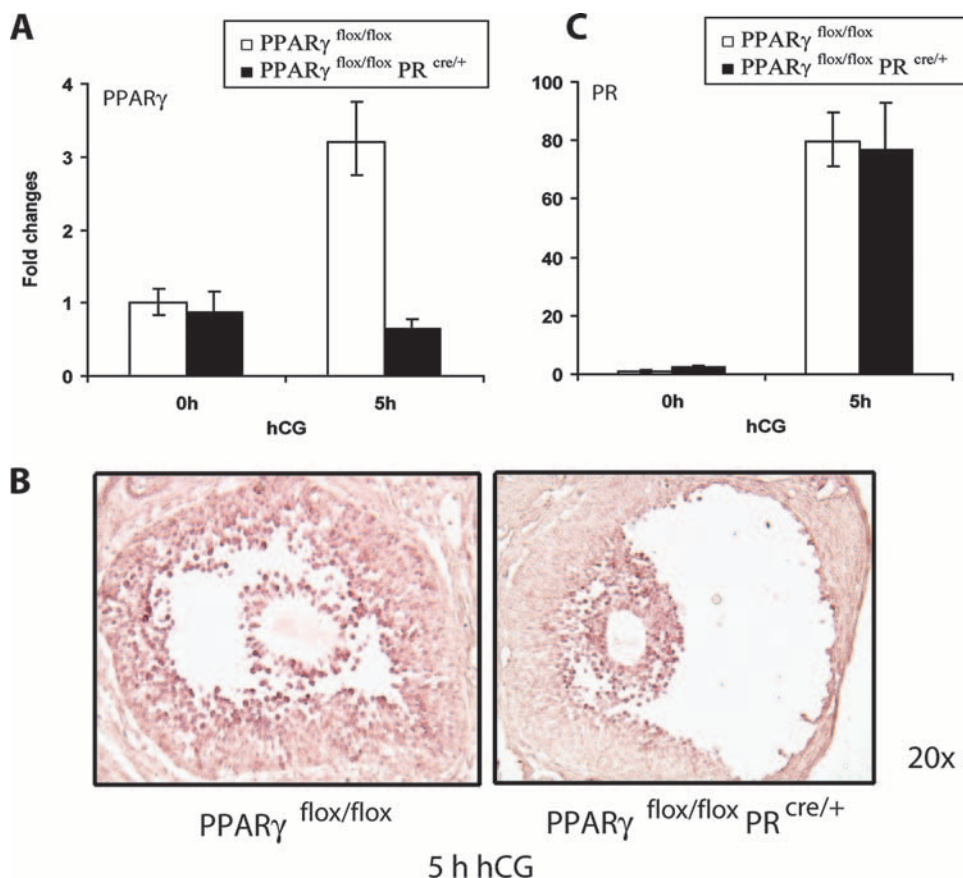 A
□ PPARγ flox/flox
■ PPARγ flox/flox PR cre/+
PPARγ
Fold changes
4
3
2
1
0
0h
5h
hCG
C
□ PPARγ flox/flox
■ PPARγ flox/flox PR cre/+
PR
100
80
60
40
20
0
0h
5h
hCG
B
20x
PPARγ flox/flox
PPARγ flox/flox PR cre/+
5 h hCG